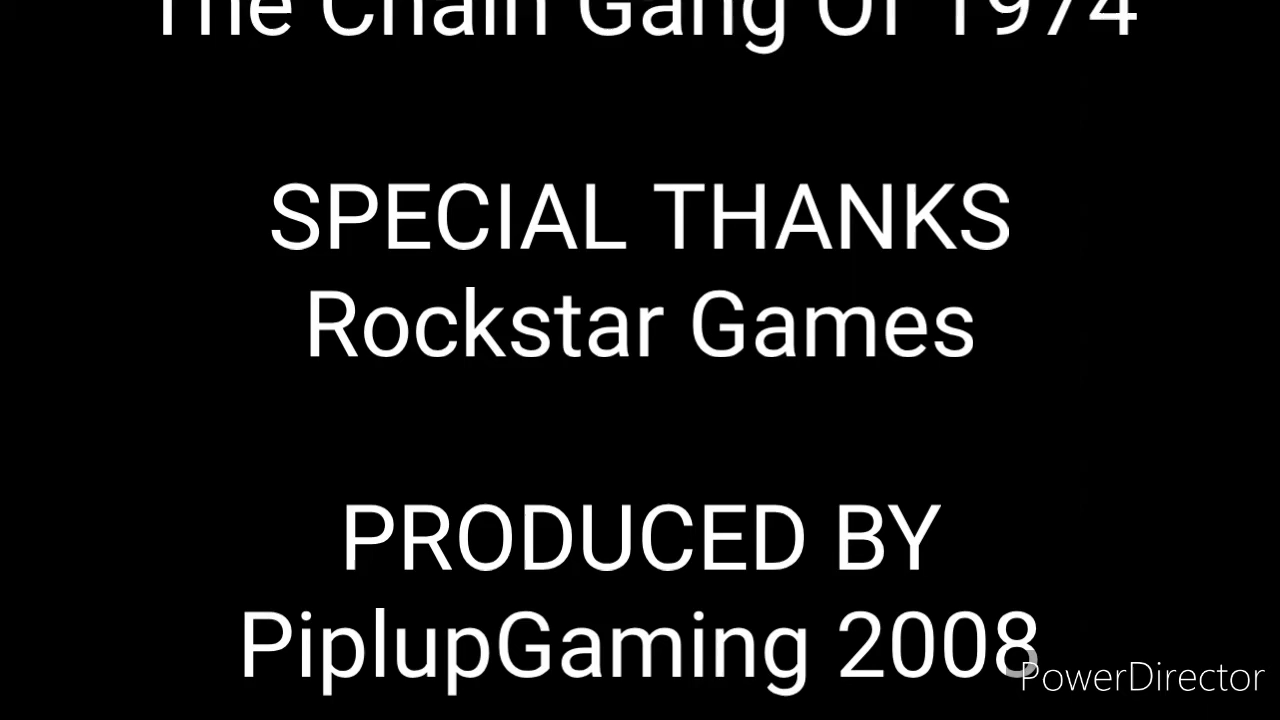 The Chain Gang Of 1974
SPECIAL THANKS
Rockstar Games
PRODUCED BY
PiplupGaming 2008
PowerDirector